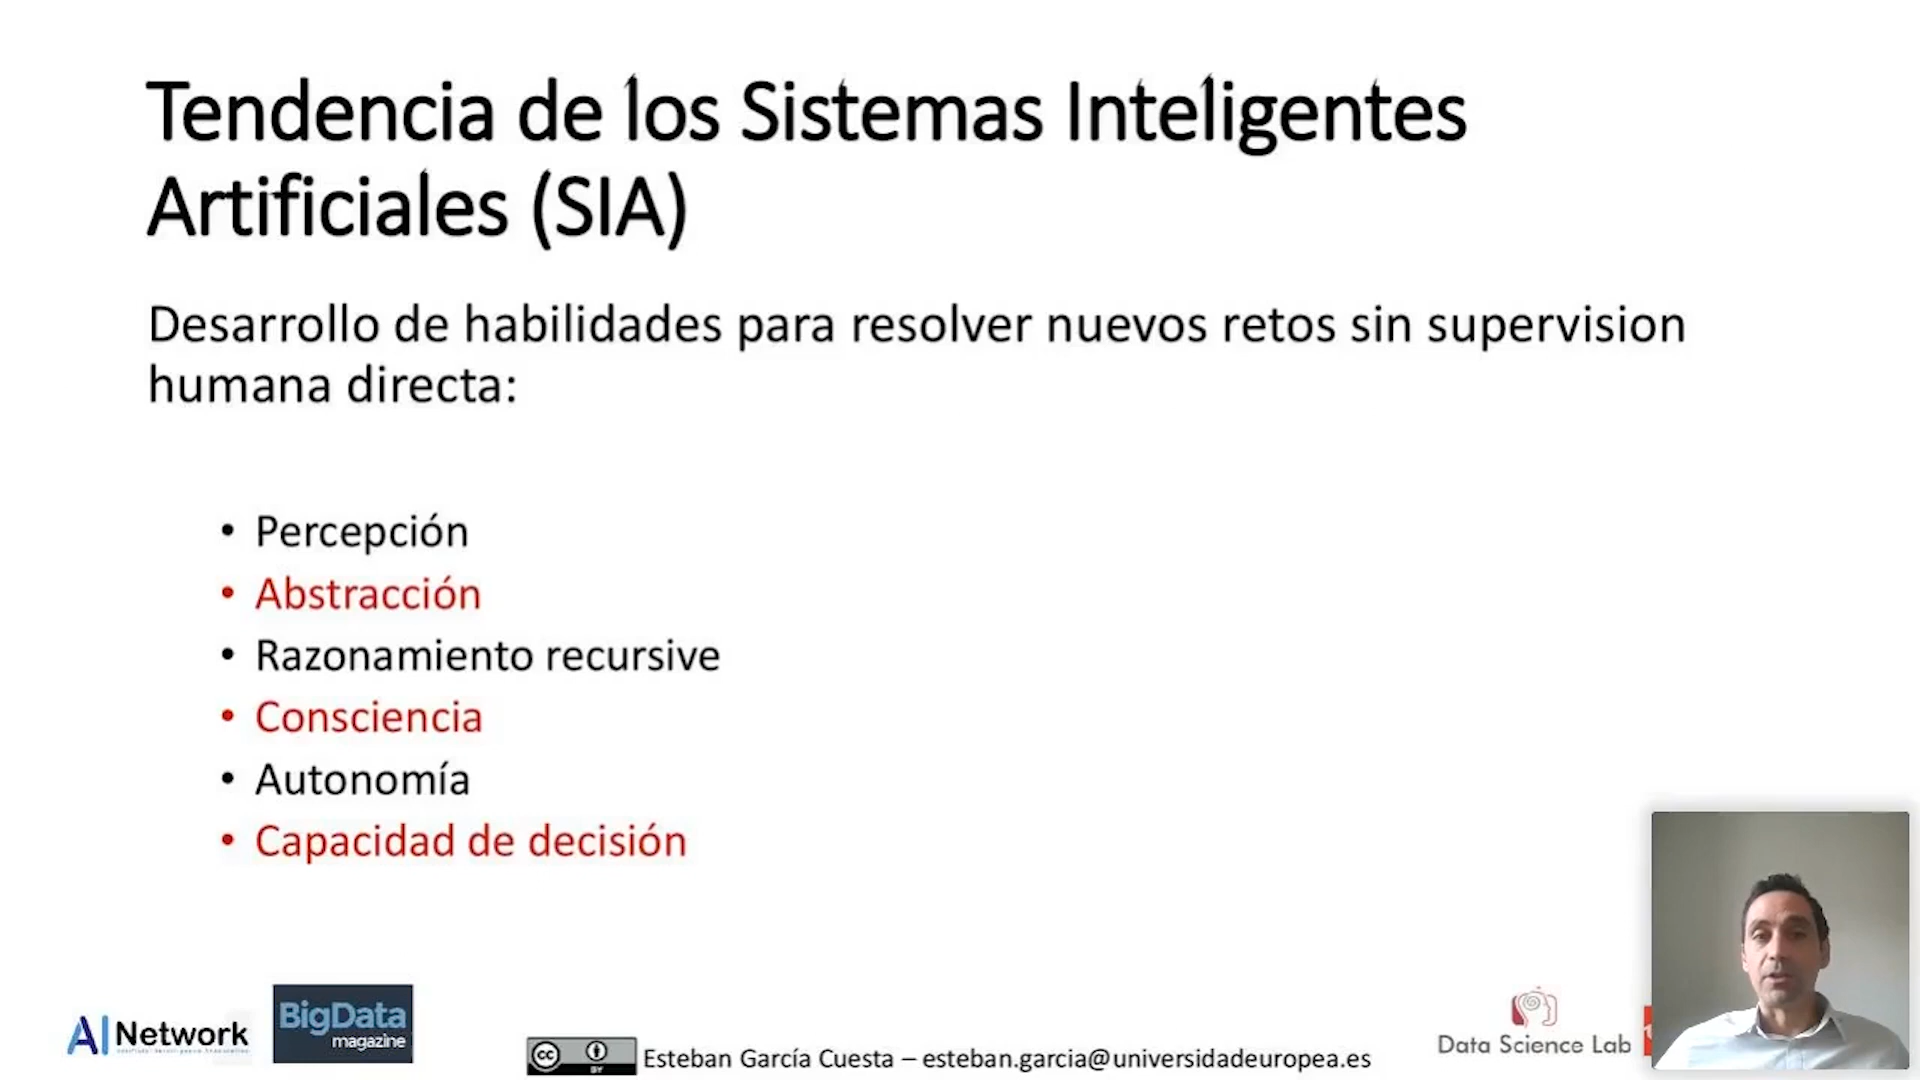 Tendencia de los Sistemas Inteligentes
Artificiales (SIA)
Desarrollo de habilidades para resolver nuevos retos sin supervision
humana directa:
• Percepción
• Abstracción
• Razonamiento recursive
• Consciencia
• Autonomía
• Capacidad de decisión
AI Network
BigData
magazine
cc BY
Esteban García Cuesta – esteban.garcia@universidadeuropea.es
Data Science Lab